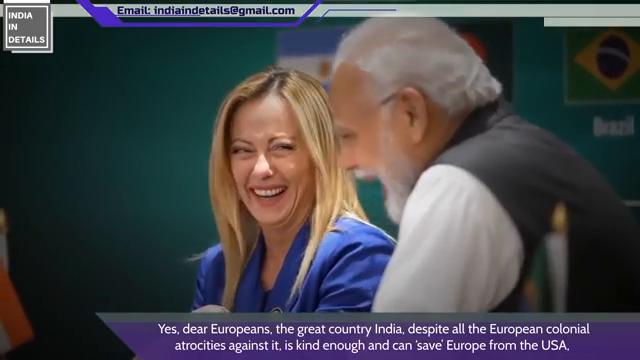 Email: indiaindetails@gmail.com
INDIA
IN
DETAILS
Brazil
Yes, dear Europeans, the great country India, despite all the European colonial
atrocities against it, is kind enough and can 'save' Europe from the USA,